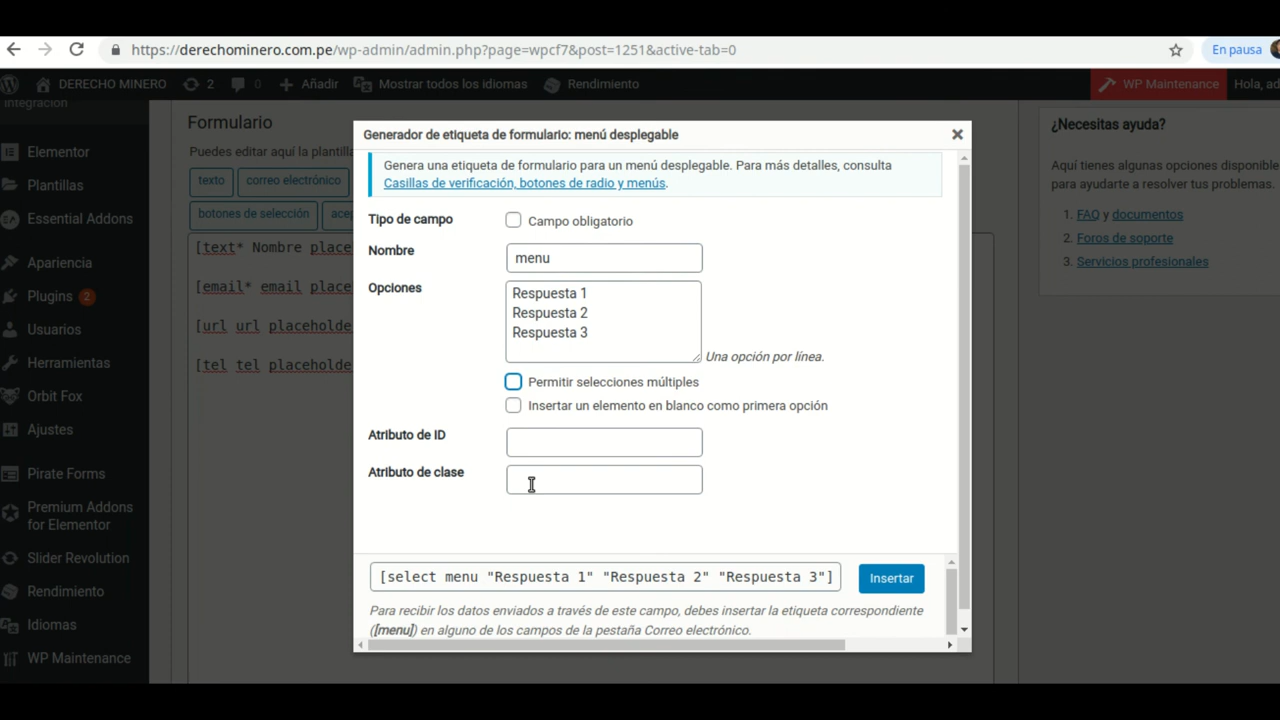 https://derechominero.com.pe/wp-admin/admin.php?page=wpcf7&post=1251&active-tab=0
En pausa
DERECHO MINERO
2
0
Añadir
Mostrar todos los idiomas
Rendimiento
WP Maintenance
Hola, ad
Integración
Elementor
Plantillas
Essential Addons
Apariencia
Plugins 2
Usuarios
Herramientas
Orbit Fox
Ajustes
Pirate Forms
Premium Addons
for Elementor
Slider Revolution
Rendimiento
Idiomas
WP Maintenance
Formulario
Puedes editar aquí la plantilla
texto
correo electrónico
botones de selección
acep
[text* Nombre place
[email* email place
[url url placeholde
[tel tel placeholde
Generador de etiqueta de formulario: menú desplegable
Genera una etiqueta de formulario para un menú desplegable. Para más detalles, consulta
Casillas de verificación, botones de radio y menús.
Tipo de campo
Campo obligatorio
Nombre
menu
Opciones
Respuesta 1
Respuesta 2
Respuesta 3
Una opción por línea.
Permitir selecciones múltiples
Insertar un elemento en blanco como primera opción
Atributo de ID
Atributo de clase
[select menu "Respuesta 1" "Respuesta 2" "Respuesta 3"]
Insertar
Para recibir los datos enviados a través de este campo, debes insertar la etiqueta correspondiente
([menu]) en alguno de los campos de la pestaña Correo electrónico.
¿Necesitas ayuda?
Aquí tienes algunas opciones disponible
para ayudarte a resolver tus problemas.
1. FAQ y documentos
2. Foros de soporte
3. Servicios profesionales